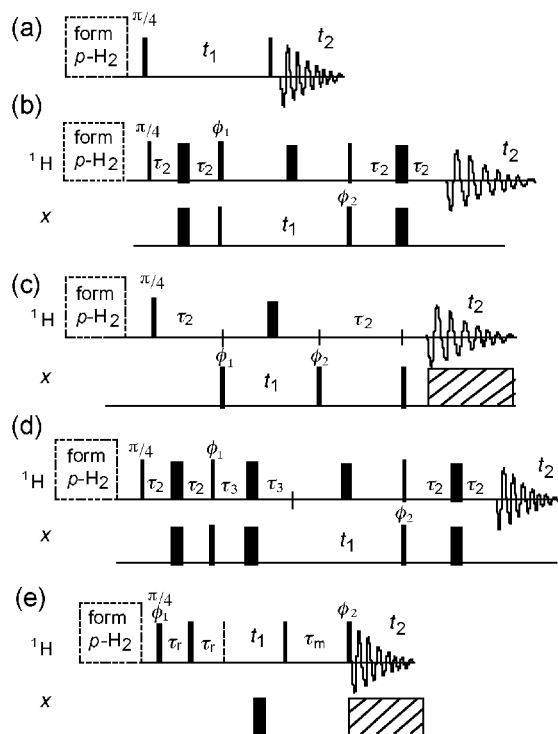 (a)
form p-H2 π/4 t1 t2
(b)
π/4 ϕ1 t2
1H form p-H2 τ2 τ2 τ2 τ2
ϕ2
x t1
(c)
π/4 t2
1H form p-H2 τ2 τ2
ϕ1 ϕ2
x t1
(d)
π/4 ϕ1 t2
1H form p-H2 τ2 τ2 τ3 τ3 τ2 τ2
ϕ2
x t1
(e)
π/4
ϕ1 ϕ2 t2
1H form p-H2 τr τr t1 τm
x